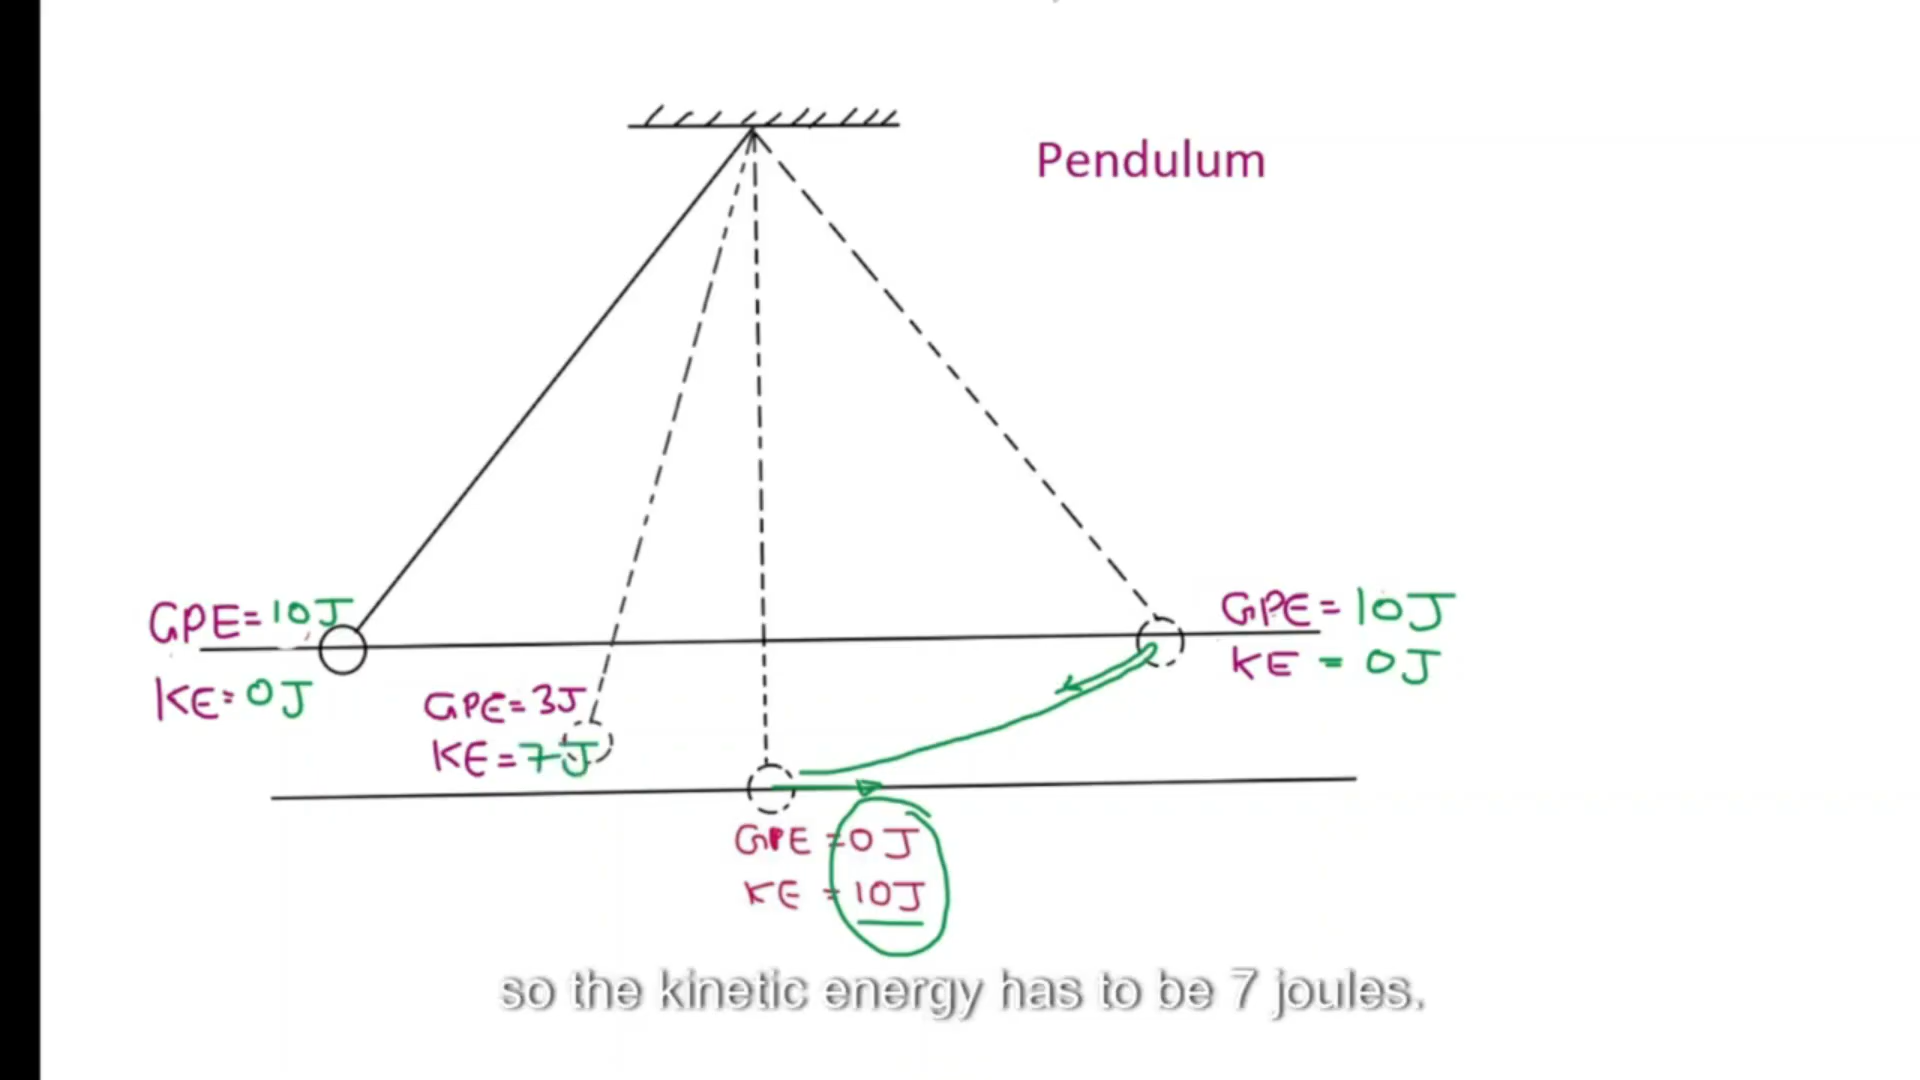 Pendulum
GPE=10J
KE=0J
GPE=3J
KE=7J
GPE=10J
KE=0J
GPE=0J
KE=10J
so the kinetic energy has to be 7 joules.